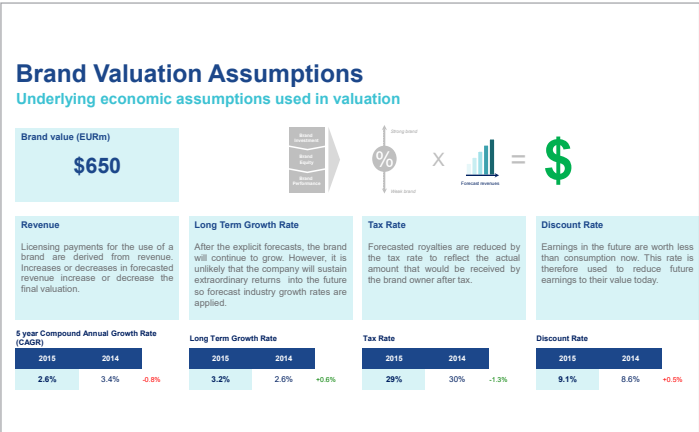 Brand Valuation Assumptions
Underlying economic assumptions used in valuation
Brand value (EURm)
$650
Brand
Investment
Brand
Equity
Brand
Performance
Strong brand
%
Weak brand
X
Forecast revenues
=
$
Revenue
Licensing payments for the use of a
brand are derived from revenue.
Increases or decreases in forecasted
revenue increase or decrease the
final valuation.
Long Term Growth Rate
After the explicit forecasts, the brand
will continue to grow. However, it is
unlikely that the company will sustain
extraordinary returns into the future
so forecast industry growth rates are
applied.
Tax Rate
Forecasted royalties are reduced by
the tax rate to reflect the actual
amount that would be received by
the brand owner after tax.
Discount Rate
Earnings in the future are worth less
than consumption now. This rate is
therefore used to reduce future
earnings to their value today.
5 year Compound Annual Growth Rate
(CAGR)
2015 2014
2.6% 3.4% -0.8%
Long Term Growth Rate
2015 2014
3.2% 2.6% +0.6%
Tax Rate
2015 2014
29% 30% -1.3%
Discount Rate
2015 2014
9.1% 8.6% +0.5%